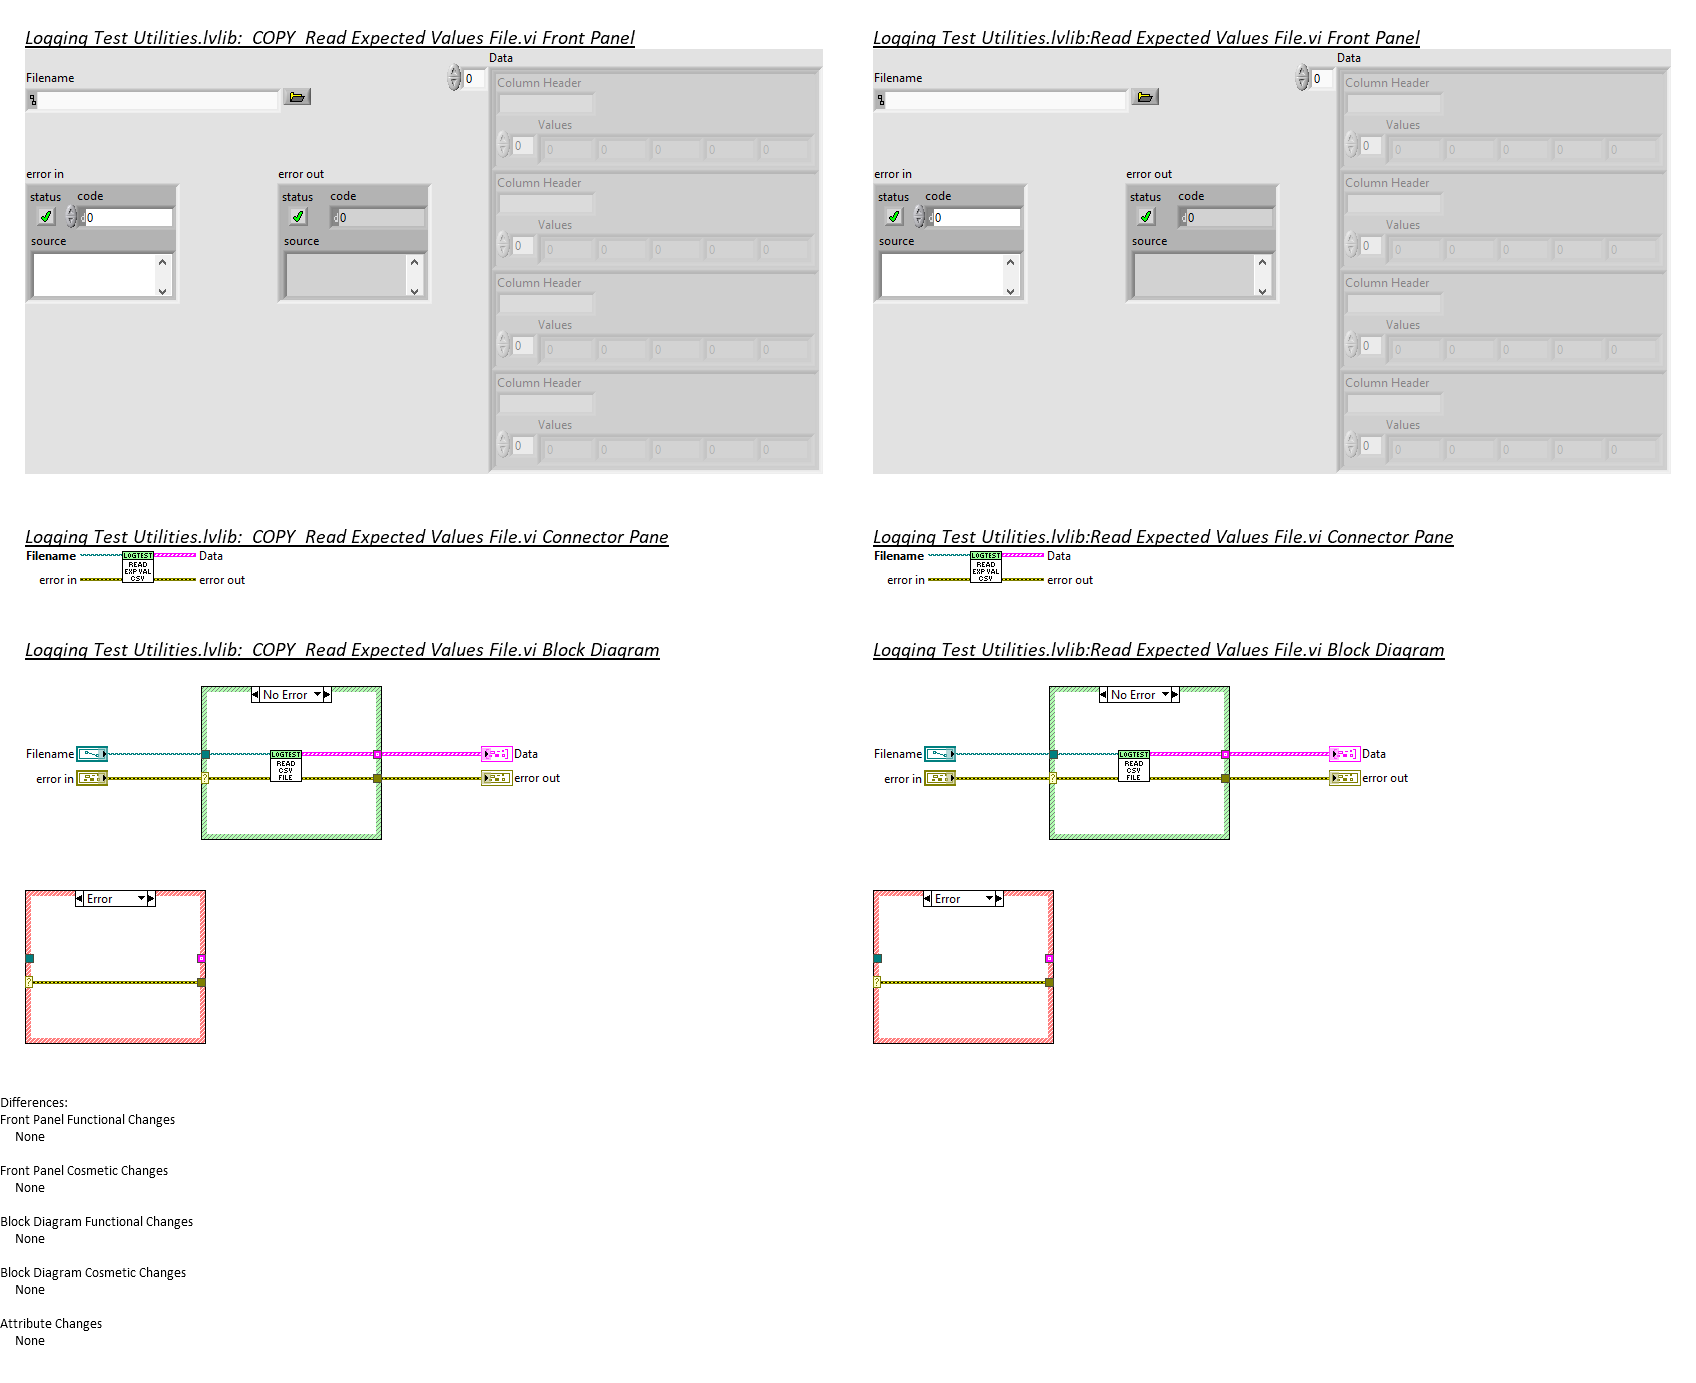 Logging Test Utilities.lvlib:_COPY_Read Expected Values File.vi Front Panel
Filename
0
Data
Column Header
Values
0 0 0 0 0 0
Column Header
Values
0 0 0 0 0 0
Column Header
Values
0 0 0 0 0 0
Column Header
Values
0 0 0 0 0 0
error in
status code
0
source
error out
status code
0
source
Logging Test Utilities.lvlib:Read Expected Values File.vi Front Panel
Filename
0
Data
Column Header
Values
0 0 0 0 0 0
Column Header
Values
0 0 0 0 0 0
Column Header
Values
0 0 0 0 0 0
Column Header
Values
0 0 0 0 0 0
error in
status code
0
source
error out
status code
0
source
Logging Test Utilities.lvlib:_COPY_Read Expected Values File.vi Connector Pane
Filename
LOGTEST
Data
READ
EXP VAL
CSV
error in
error out
Logging Test Utilities.lvlib:Read Expected Values File.vi Connector Pane
Filename
LOGTEST
Data
READ
EXP VAL
CSV
error in
error out
Logging Test Utilities.lvlib:_COPY_Read Expected Values File.vi Block Diagram
No Error
Filename
LOGTEST
Data
READ
CSV
FILE
error in
?
error out
Error
?
Logging Test Utilities.lvlib:Read Expected Values File.vi Block Diagram
No Error
Filename
LOGTEST
Data
READ
CSV
FILE
error in
?
error out
Error
?
Differences:
Front Panel Functional Changes
None
Front Panel Cosmetic Changes
None
Block Diagram Functional Changes
None
Block Diagram Cosmetic Changes
None
Attribute Changes
None